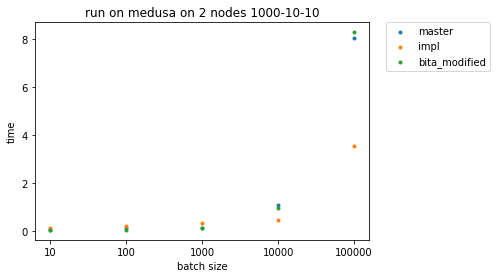 run on medusa on 2 nodes 1000-10-10
master
impl
bita_modified
8
6
4
2
0
time
10
100
1000
10000
100000
batch size